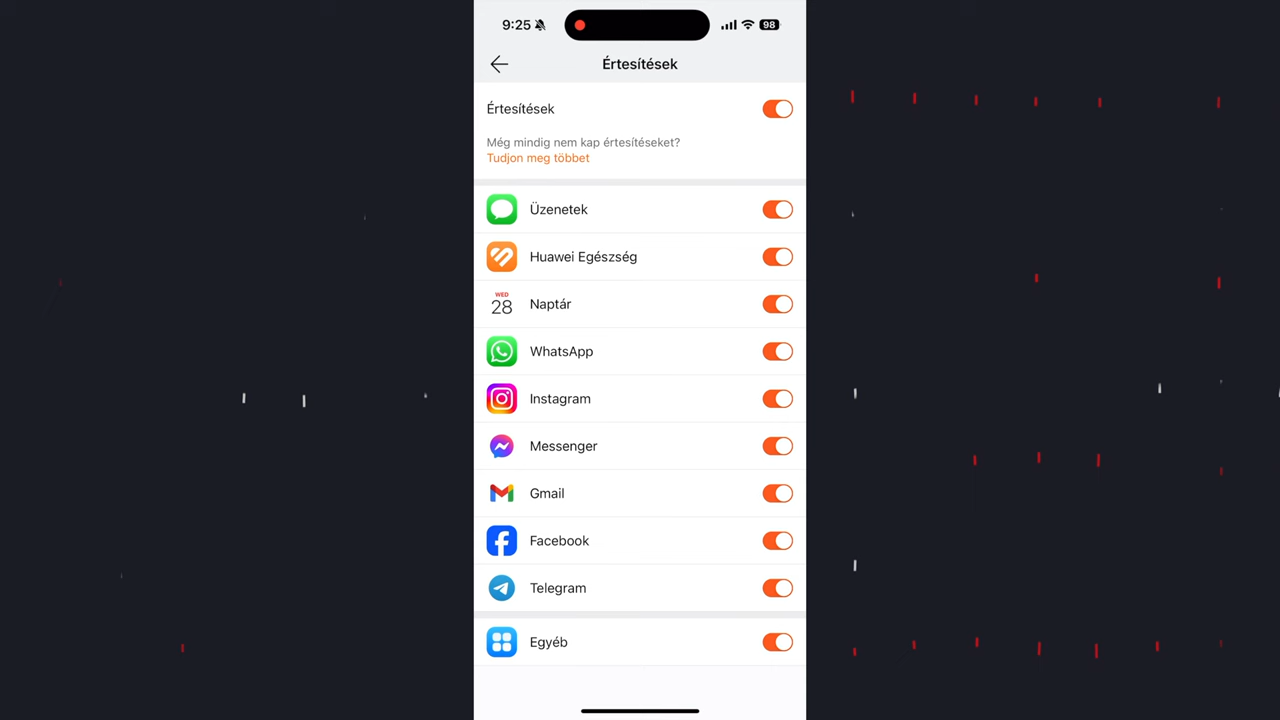 9:25
98
Értesítések
Értesítések
Még mindig nem kap értesítéseket?
Tudjon meg többet
Üzenetek
Huawei Egészség
WED
28
Naptár
WhatsApp
Instagram
Messenger
Gmail
Facebook
Telegram
Egyéb